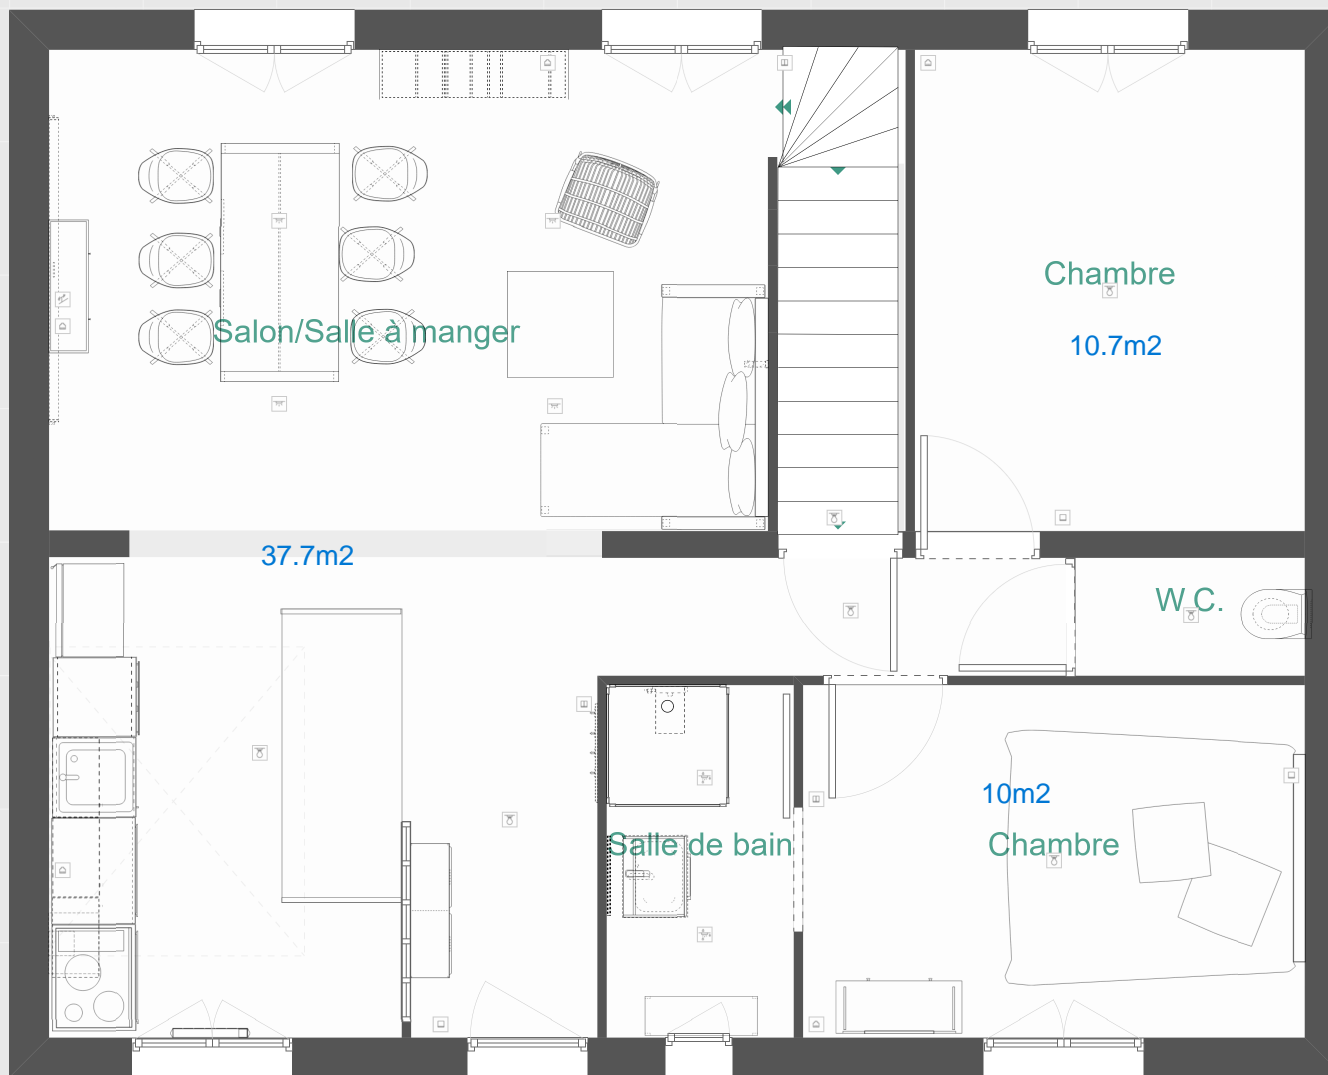 Chambre
Salon/Salle à manger
10.7m2
37.7m2
W.C.
10m2
Salle de bain
Chambre